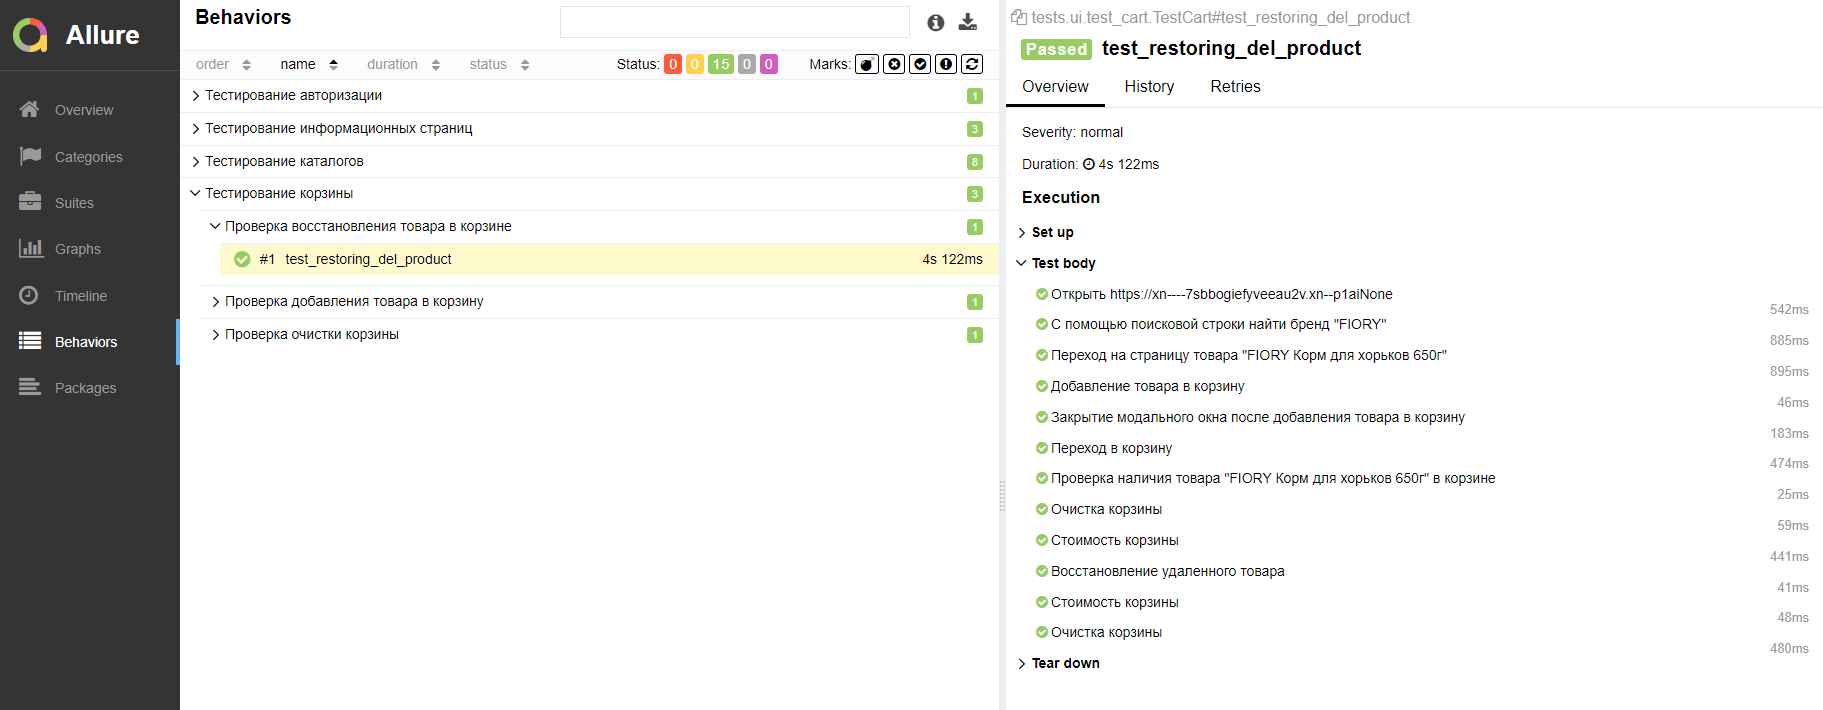 Allure
Overview
Categories
Suites
Graphs
Timeline
Behaviors
Packages
Behaviors
order name duration status Status: 0 0 15 0 0 Marks:
Тестирование авторизации 1
Тестирование информационных страниц 3
Тестирование каталогов 8
Тестирование корзины 3
Проверка восстановления товара в корзине 1
#1 test_restoring_del_product 4s 122ms
Проверка добавления товара в корзину 1
Проверка очистки корзины 1
tests.ui.test_cart.TestCart#test_restoring_del_product
Passed test_restoring_del_product
Overview History Retries
Severity: normal
Duration: 4s 122ms
Execution
Set up
Test body
Открыть https://xn----7sbbogiefyveeau2v.xn--p1aiNone
542ms
С помощью поисковой строки найти бренд "FIORY"
885ms
Переход на страницу товара "FIORY Корм для хорьков 650г"
895ms
Добавление товара в корзину
46ms
Закрытие модального окна после добавления товара в корзину
183ms
Переход в корзину
474ms
Проверка наличия товара "FIORY Корм для хорьков 650г" в корзине
25ms
Очистка корзины
59ms
Стоимость корзины
441ms
Восстановление удаленного товара
41ms
Стоимость корзины
48ms
Очистка корзины
480ms
Tear down